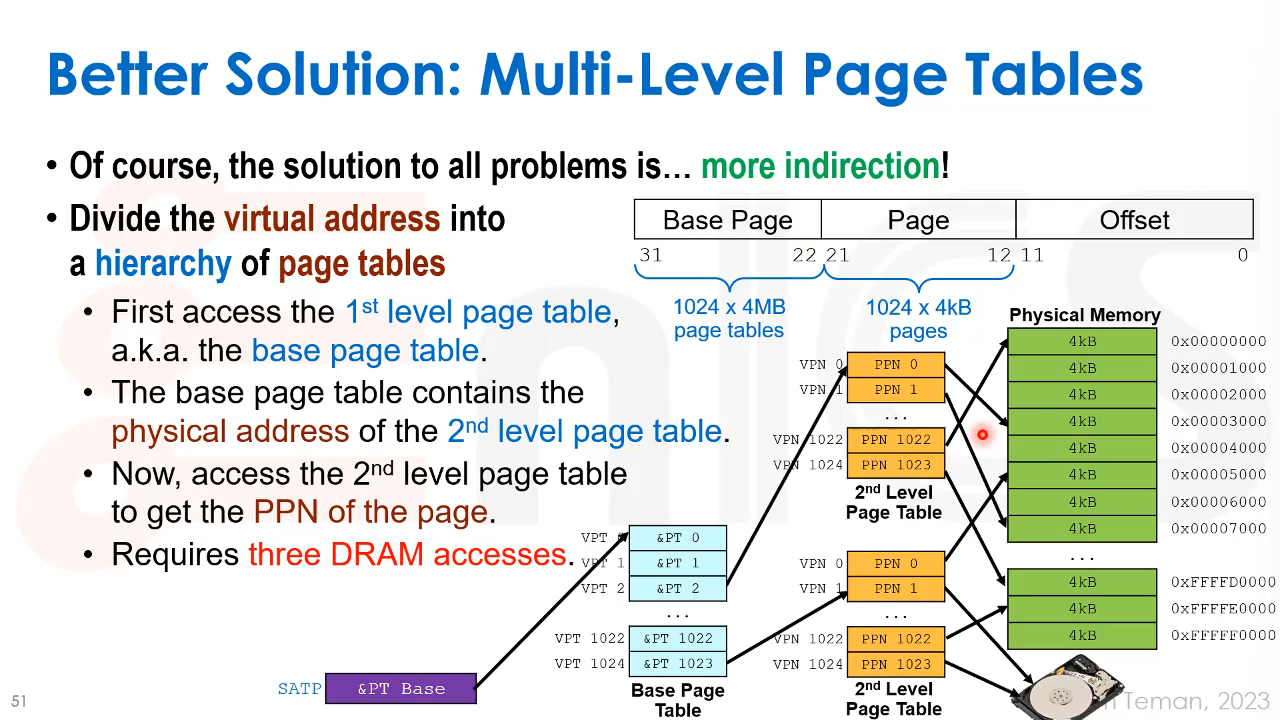 Better Solution: Multi-Level Page Tables
• Of course, the solution to all problems is… more indirection!
• Divide the virtual address into
a hierarchy of page tables
• First access the 1st level page table,
a.k.a. the base page table.
• The base page table contains the
physical address of the 2nd level page table.
• Now, access the 2nd level page table
to get the PPN of the page.
• Requires three DRAM accesses.
Base Page Page Offset
31 22 21 12 11 0
1024 x 4MB
page tables
1024 x 4kB
pages
Physical Memory
4kB 0x00000000
4kB 0x00001000
4kB 0x00002000
4kB 0x00003000
4kB 0x00004000
4kB 0x00005000
4kB 0x00006000
4kB 0x00007000
...
4kB 0xFFFFD0000
4kB 0xFFFFE0000
4kB 0xFFFFF0000
VPN 0 PPN 0
VPN 1 PPN 1
...
VPN 1022 PPN 1022
VPN 1024 PPN 1023
2nd Level
Page Table
VPN 0 PPN 0
VPN 1 PPN 1
...
VPN 1022 PPN 1022
VPN 1024 PPN 1023
2nd Level
Page Table
VPT 0 &PT 0
VPT 1 &PT 1
VPT 2 &PT 2
...
VPT 1022 &PT 1022
VPT 1024 &PT 1023
Base Page
Table
SATP &PT Base
51
Teman, 2023